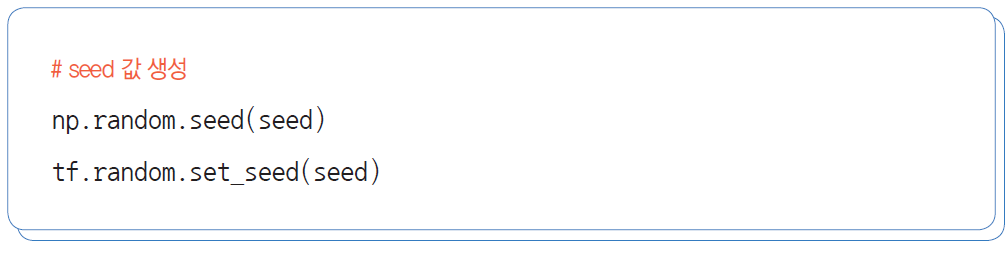 # seed 값 생성
np.random.seed(seed)
tf.random.set_seed(seed)